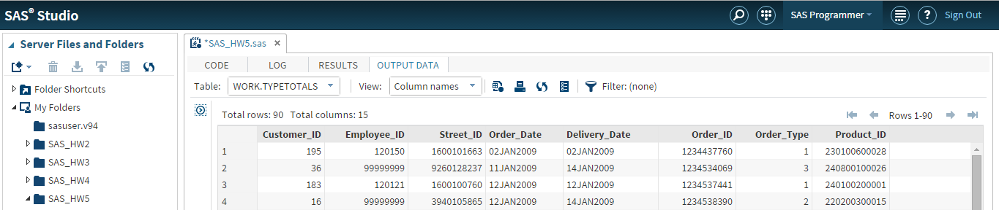 SAS® Studio
SAS Programmer
?
Sign Out
Server Files and Folders
Folder Shortcuts
My Folders
sasuser.v94
SAS_HW2
SAS_HW3
SAS_HW4
SAS_HW5
*SAS_HW5.sas ×
CODE LOG RESULTS OUTPUT DATA
Table: WORK.TYPETOTALS View: Column names Filter: (none)
Total rows: 90 Total columns: 15 Rows 1-90
Customer_ID Employee_ID Street_ID Order_Date Delivery_Date Order_ID Order_Type Product_ID
1 195 120150 1600101663 02JAN2009 02JAN2009 1234437760 1 230100600028
2 36 99999999 9260128237 11JAN2009 14JAN2009 1234534069 3 240800100026
3 183 120121 1600100760 12JAN2009 12JAN2009 1234537441 1 240100200001
4 16 99999999 3940105865 12JAN2009 14JAN2009 1234538390 2 220200300015